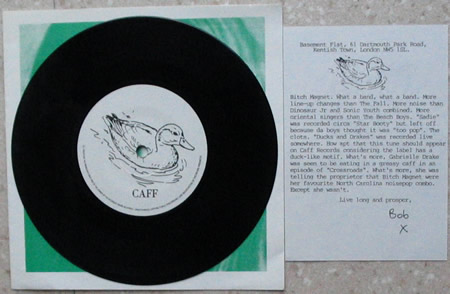 CAFF
Basement Flat, 61 Dartmouth Park Road,
Kentish Town, London NW5 1SL.
Bitch Magnet: What a band, what a band. More
line-up changes than The Fall. More noise than
Dinosaur Jr and Sonic Youth combined. More
oriental singers than The Beach Boys. "Sadie"
was recorded circa "Star Booty" but left off
because da boys thought it was "too pop". The
clots. "Ducks and Drakes" was recorded live
somewhere. How apt that this tune should appear
on Caff Records considering the label has a
duck-like motif. What's more, Gabrielle Drake
was seen to be eating in a greasy caff in an
episode of "Crossroads". What's more, she was
telling the proprietor that Bitch Magnet were
her favourite North Carolina noisepop combo.
Except she wasn't.
Live long and prosper,
Bob
X